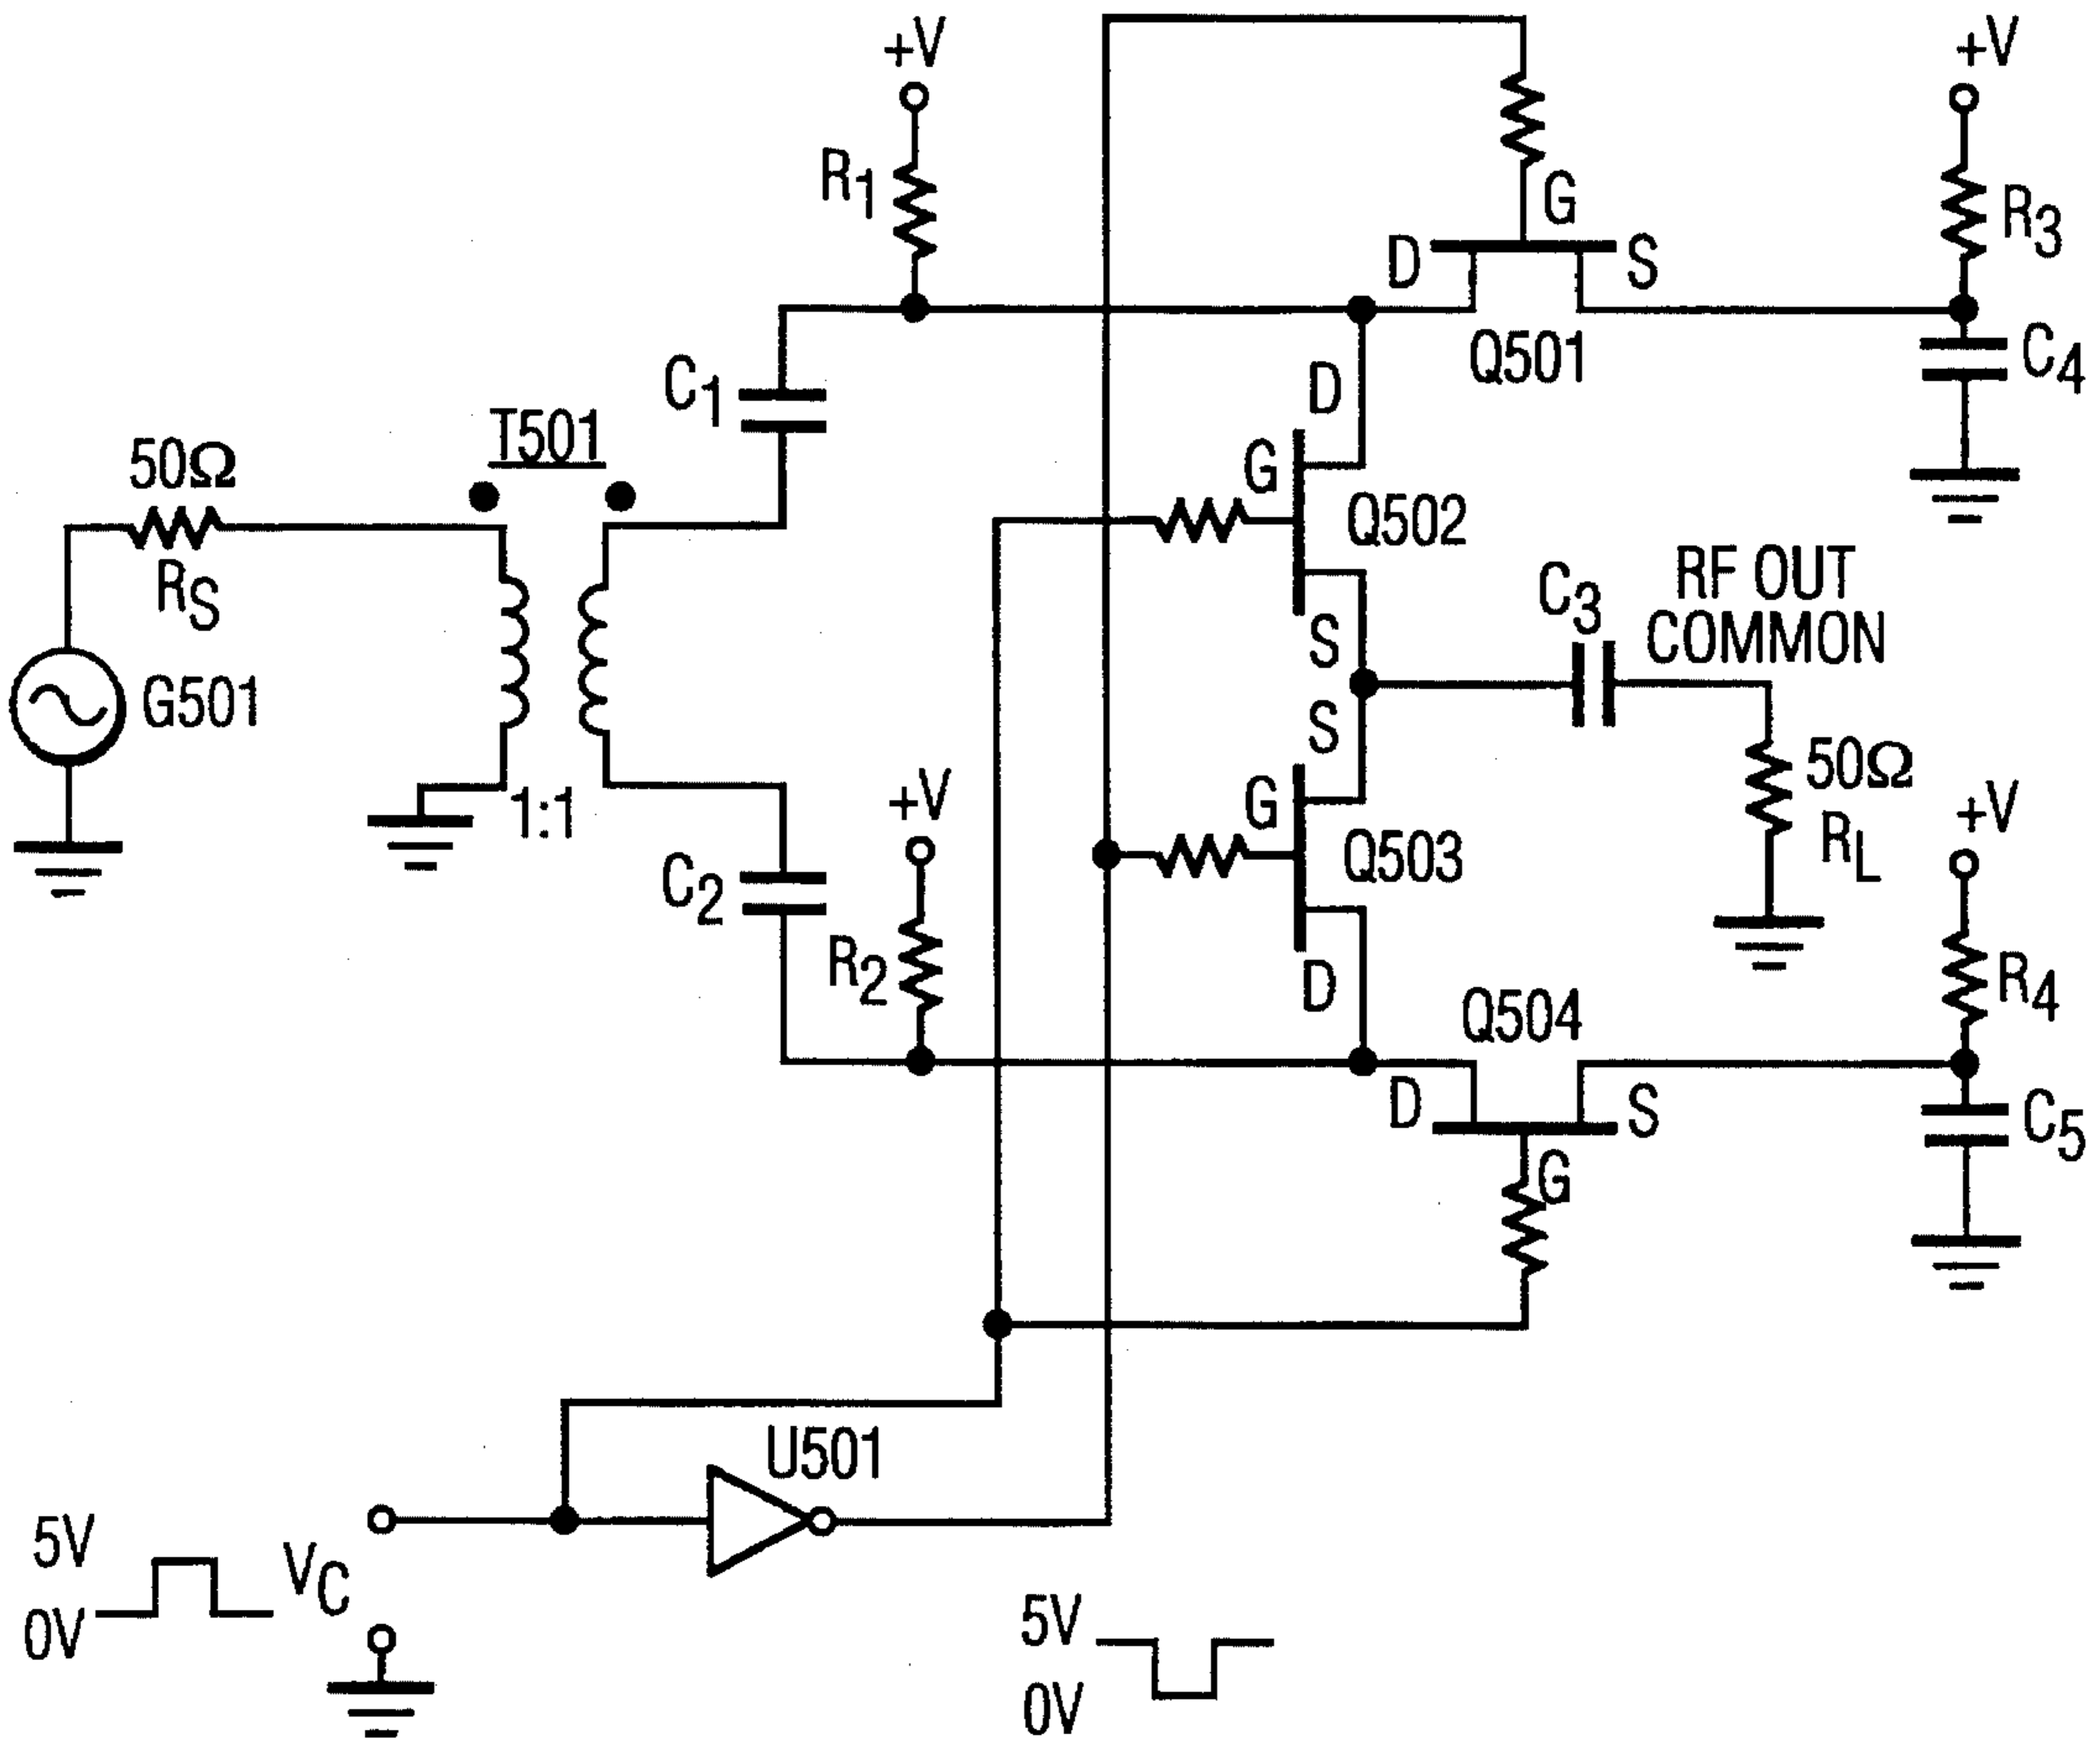 +V
+V
R1
G
R3
D
S
Q501
C4
C1
D
T501
50Ω
G
Q502
RS
RF OUT
COMMON
C3
S
G501
S
50Ω
1:1
+V
G
+V
RL
C2
Q503
R2
D
Q504
R4
D
S
C5
G
U501
5V
VC
0V
5V
0V